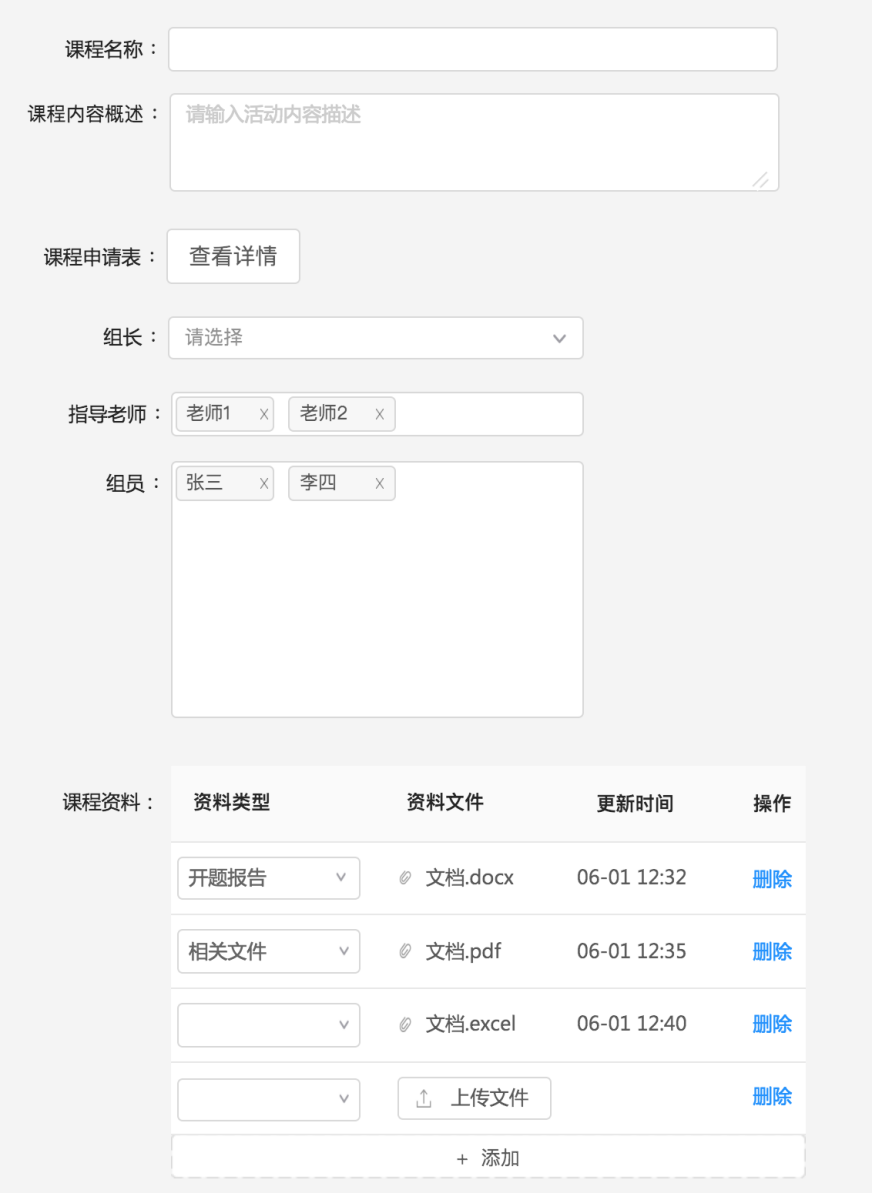 课程名称：
课程内容概述： 请输入活动内容描述
课程申请表： 查看详情
组长： 请选择
指导老师： 老师1 x 老师2 x
组员： 张三 x 李四 x
课程资料： 资料类型 资料文件 更新时间 操作
开题报告 文档.docx 06-01 12:32 删除
相关文件 文档.pdf 06-01 12:35 删除
文档.excel 06-01 12:40 删除
上传文件 删除
+ 添加